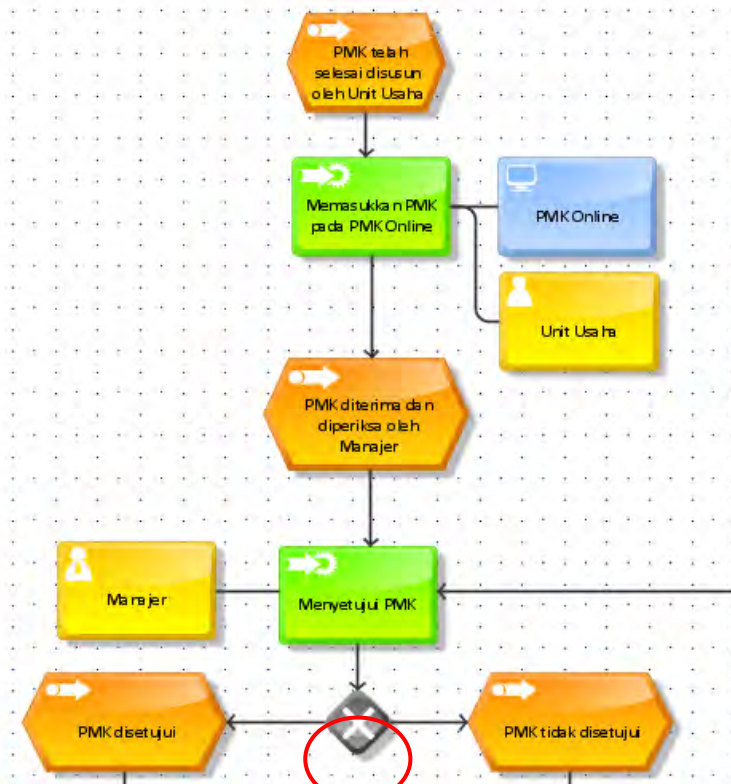 PMK telah
selesai disusun
oleh Unit Usaha
Memasukkan PMK
pada PMK Online
PMK Online
Unit Usaha
PMK diterima dan
diperiksa oleh
Manajer
Manajer
Menyetujui PMK
PMK disetujui
PMK tidak disetujui